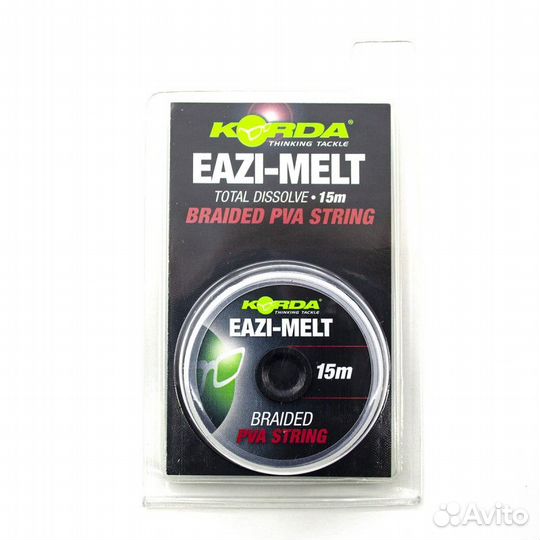 KORDA®
THINKING TACKLE
EAZI-MELT
TOTAL DISSOLVE • 15m
BRAIDED PVA STRING
KORDA
THINKING TACKLE
EAZI-MELT
15m
BRAIDED
PVA STRING
Avito